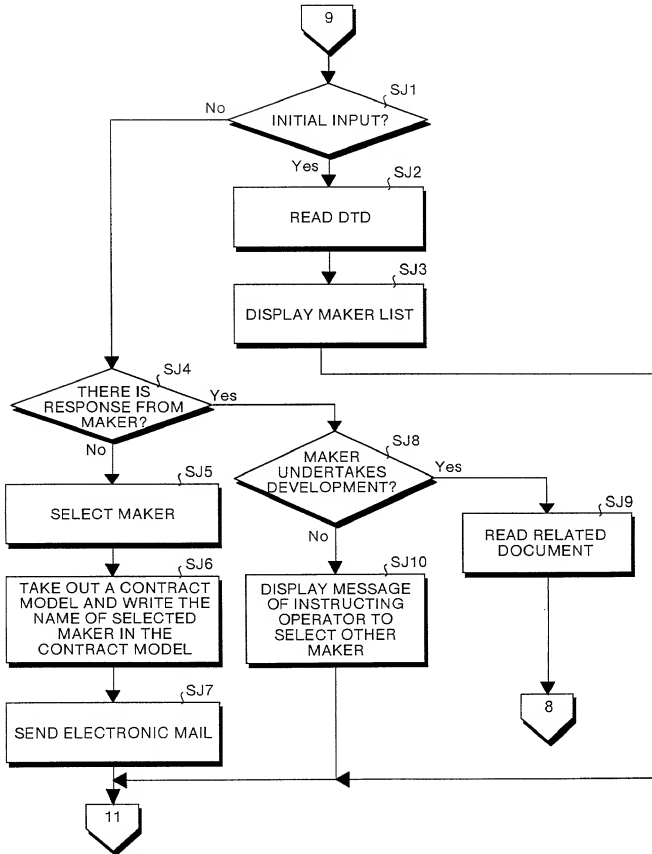 9
SJ1
No
INITIAL INPUT?
Yes
SJ2
READ DTD
SJ3
DISPLAY MAKER LIST
SJ4
THERE IS
RESPONSE FROM
MAKER?
Yes
No
SJ8
MAKER
UNDERTAKES
DEVELOPMENT?
Yes
No
SJ5
SELECT MAKER
SJ9
READ RELATED
DOCUMENT
SJ6
TAKE OUT A CONTRACT
MODEL AND WRITE THE
NAME OF SELECTED
MAKER IN THE
CONTRACT MODEL
SJ10
DISPLAY MESSAGE
OF INSTRUCTING
OPERATOR TO
SELECT OTHER
MAKER
SJ7
SEND ELECTRONIC MAIL
8
11